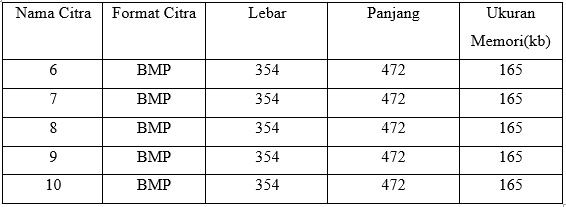 Nama Citra Format Citra Lebar Panjang Ukuran Memori(kb)
6 BMP 354 472 165
7 BMP 354 472 165
8 BMP 354 472 165
9 BMP 354 472 165
10 BMP 354 472 165